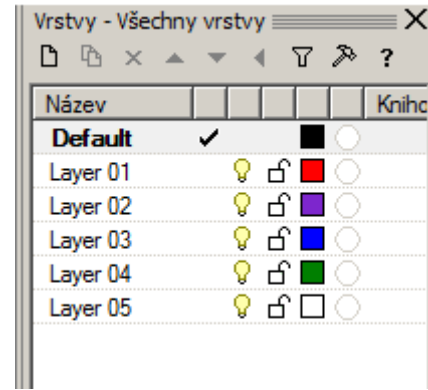 Vrstvy - Všechny vrstvy
?
Název Kniho
Default
Layer 01
Layer 02
Layer 03
Layer 04
Layer 05